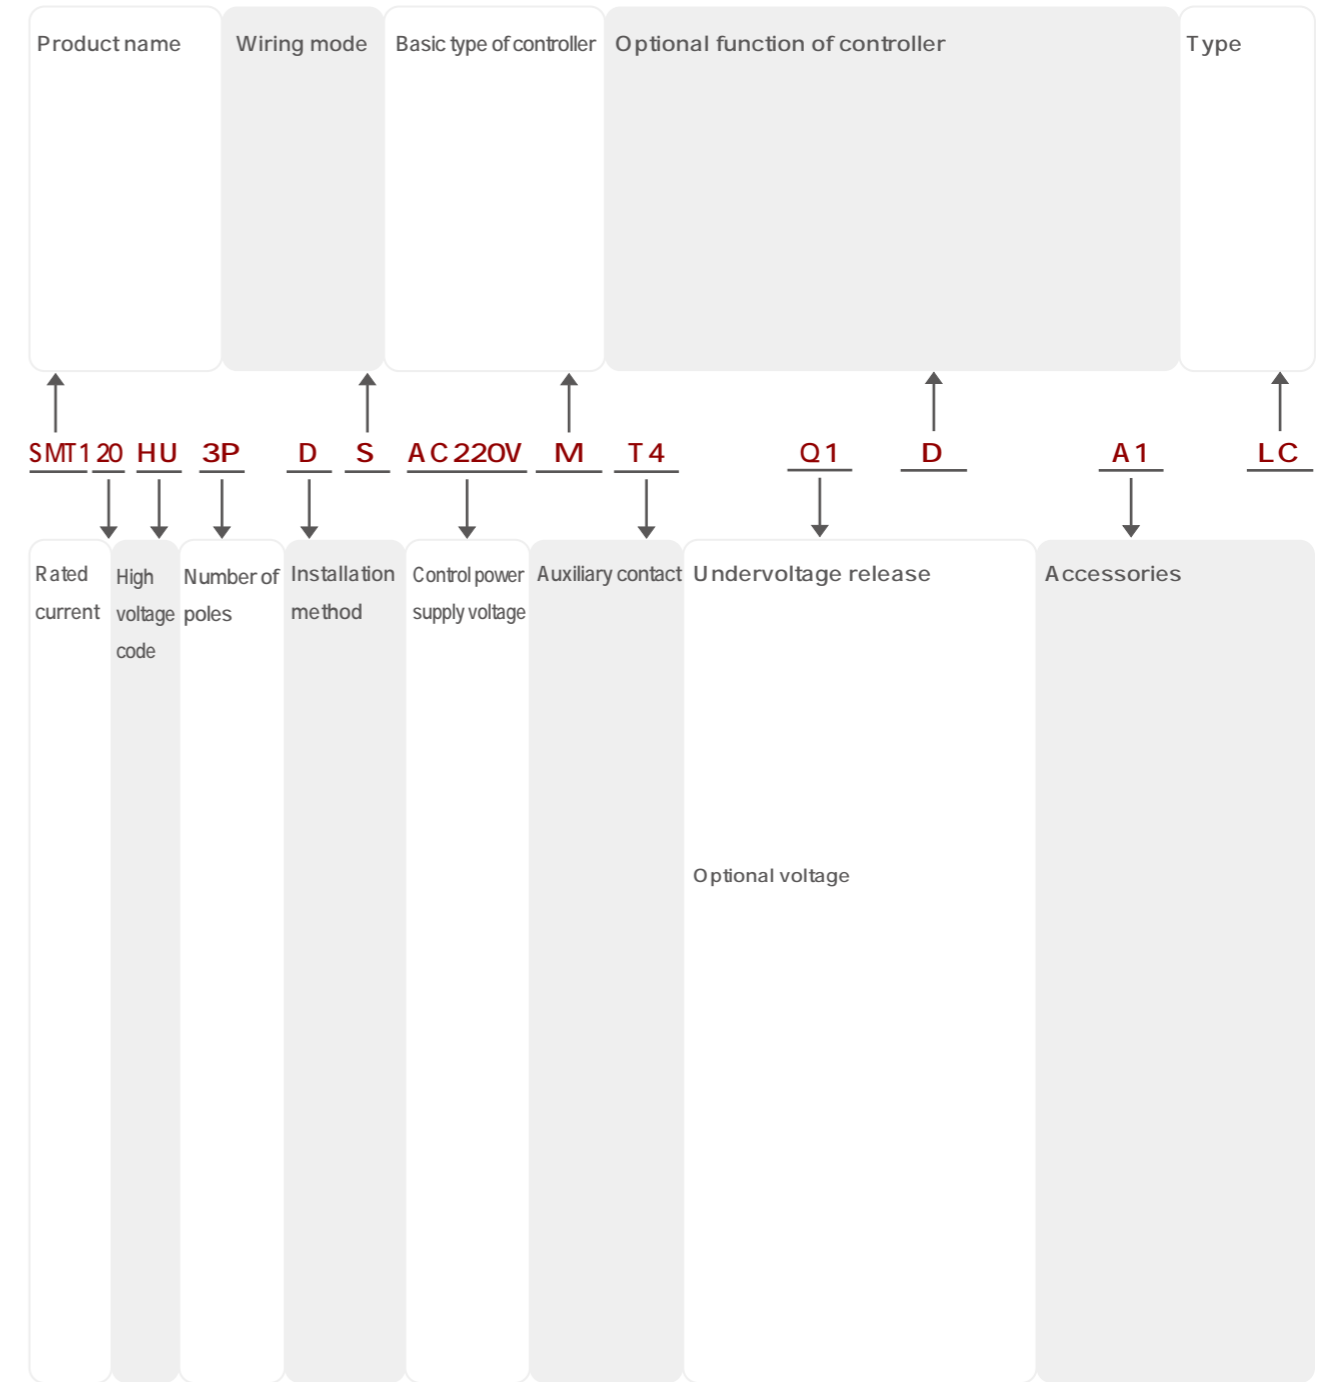 Product name Wiring mode Basic type of controller Optional function of controller Type
SMT1 20 HU 3P D S AC220V M T4 Q1 D A1 LC
Rated
current
High
voltage
code
Number of
poles
Installation
method
Control power
supply voltage
Auxiliary contact
Undervoltage release
Optional voltage
Accessories